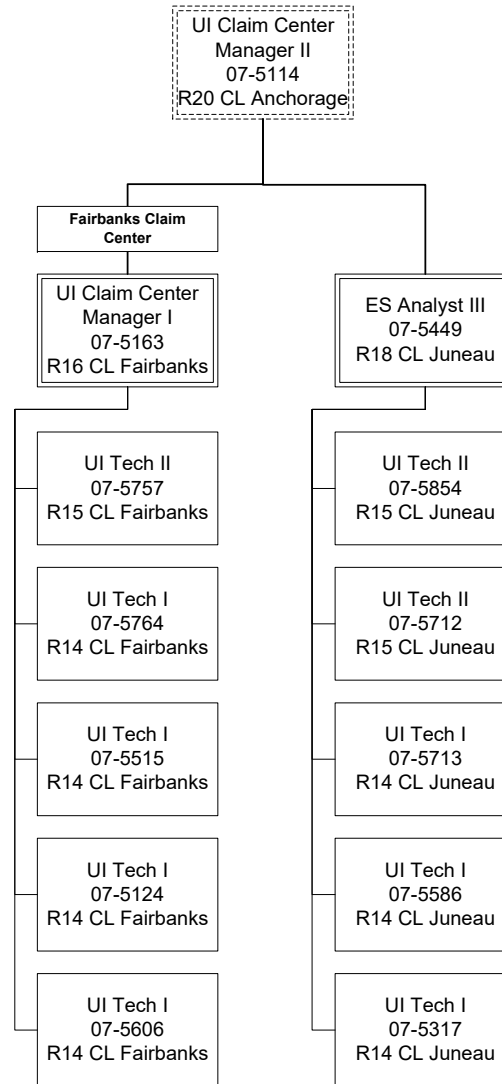 UI Claim Center
Manager II
07-5114
R20 CL Anchorage
Fairbanks Claim
Center
UI Claim Center
Manager I
07-5163
R16 CL Fairbanks
ES Analyst III
07-5449
R18 CL Juneau
UI Tech II
07-5757
R15 CL Fairbanks
UI Tech II
07-5854
R15 CL Juneau
UI Tech I
07-5764
R14 CL Fairbanks
UI Tech II
07-5712
R15 CL Juneau
UI Tech I
07-5515
R14 CL Fairbanks
UI Tech I
07-5713
R14 CL Juneau
UI Tech I
07-5124
R14 CL Fairbanks
UI Tech I
07-5586
R14 CL Juneau
UI Tech I
07-5606
R14 CL Fairbanks
UI Tech I
07-5317
R14 CL Juneau